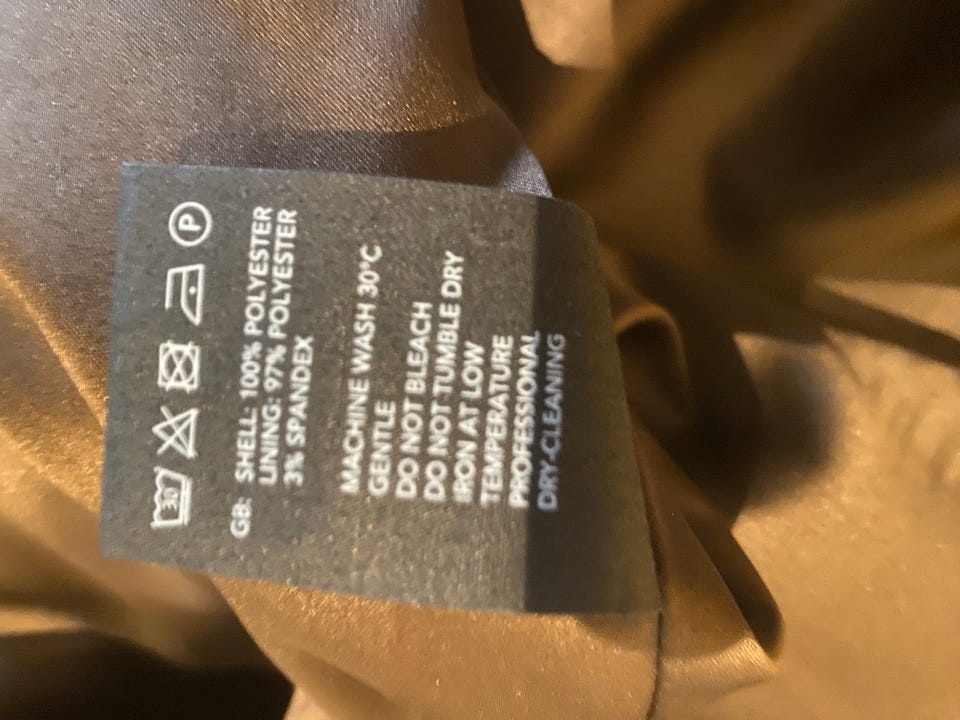 30 P
GB: SHELL: 100% POLYESTER
LINING: 97% POLYESTER
3% SPANDEX
MACHINE WASH 30°C
GENTLE
DO NOT BLEACH
DO NOT TUMBLE DRY
IRON AT LOW
TEMPERATURE
PROFESSIONAL
DRY-CLEANING